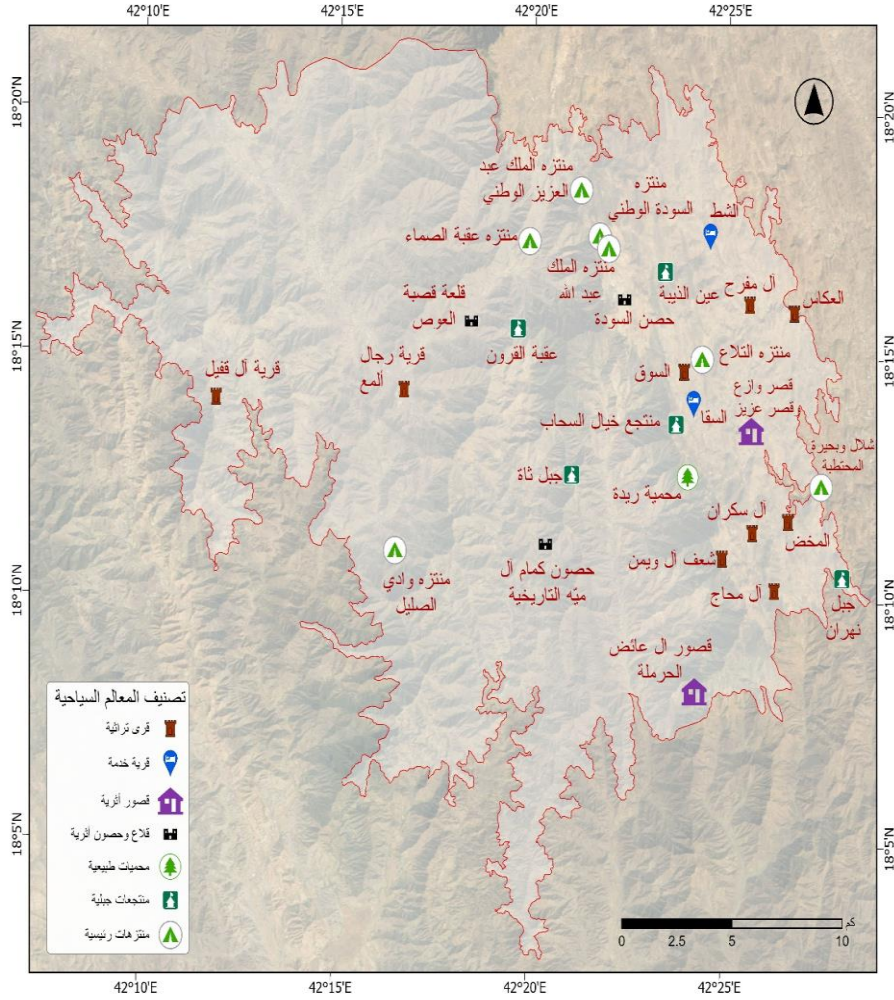 42°10'E
42°15'E
42°20'E
42°25'E
18°20'N
18°20'N
منتزه الملك عبد
العزيز الوطني
منتزه
السودة الوطني
الشط
منتزه عقبة الصماء
منتزه الملك
عبد الله
عين الذيبة
آل مفرح
العكاس
قلعة قصبة
العوص
حصن السودة
عقبة القرون
18°15'N
18°15'N
قرية آل قفيل
قرية رجال
ألمع
السوق
منتزه التلاع
قصر وازع
وقصر عزيز
السقا
منتجع خيال السحاب
شلال وبحيرة
المحتطبة
جبل ثاة
محمية ريدة
آل سكران
المخض
شعف آل ويمن
منتزه وادي
الصليل
حصون كمام آل
ميّه التاريخية
آل محاج
جبل
نهران
18°10'N
18°10'N
قصور ال عائض
الحرملة
تصنيف المعالم السياحية
قرى تراثية
قرية خدمة
قصور أثرية
قلاع وحصون أثرية
محميات طبيعية
منتجعات جبلية
منتزهات رئيسية
18°5'N
18°5'N
كم
0 2.5 5 10
42°10'E
42°15'E
42°20'E
42°25'E